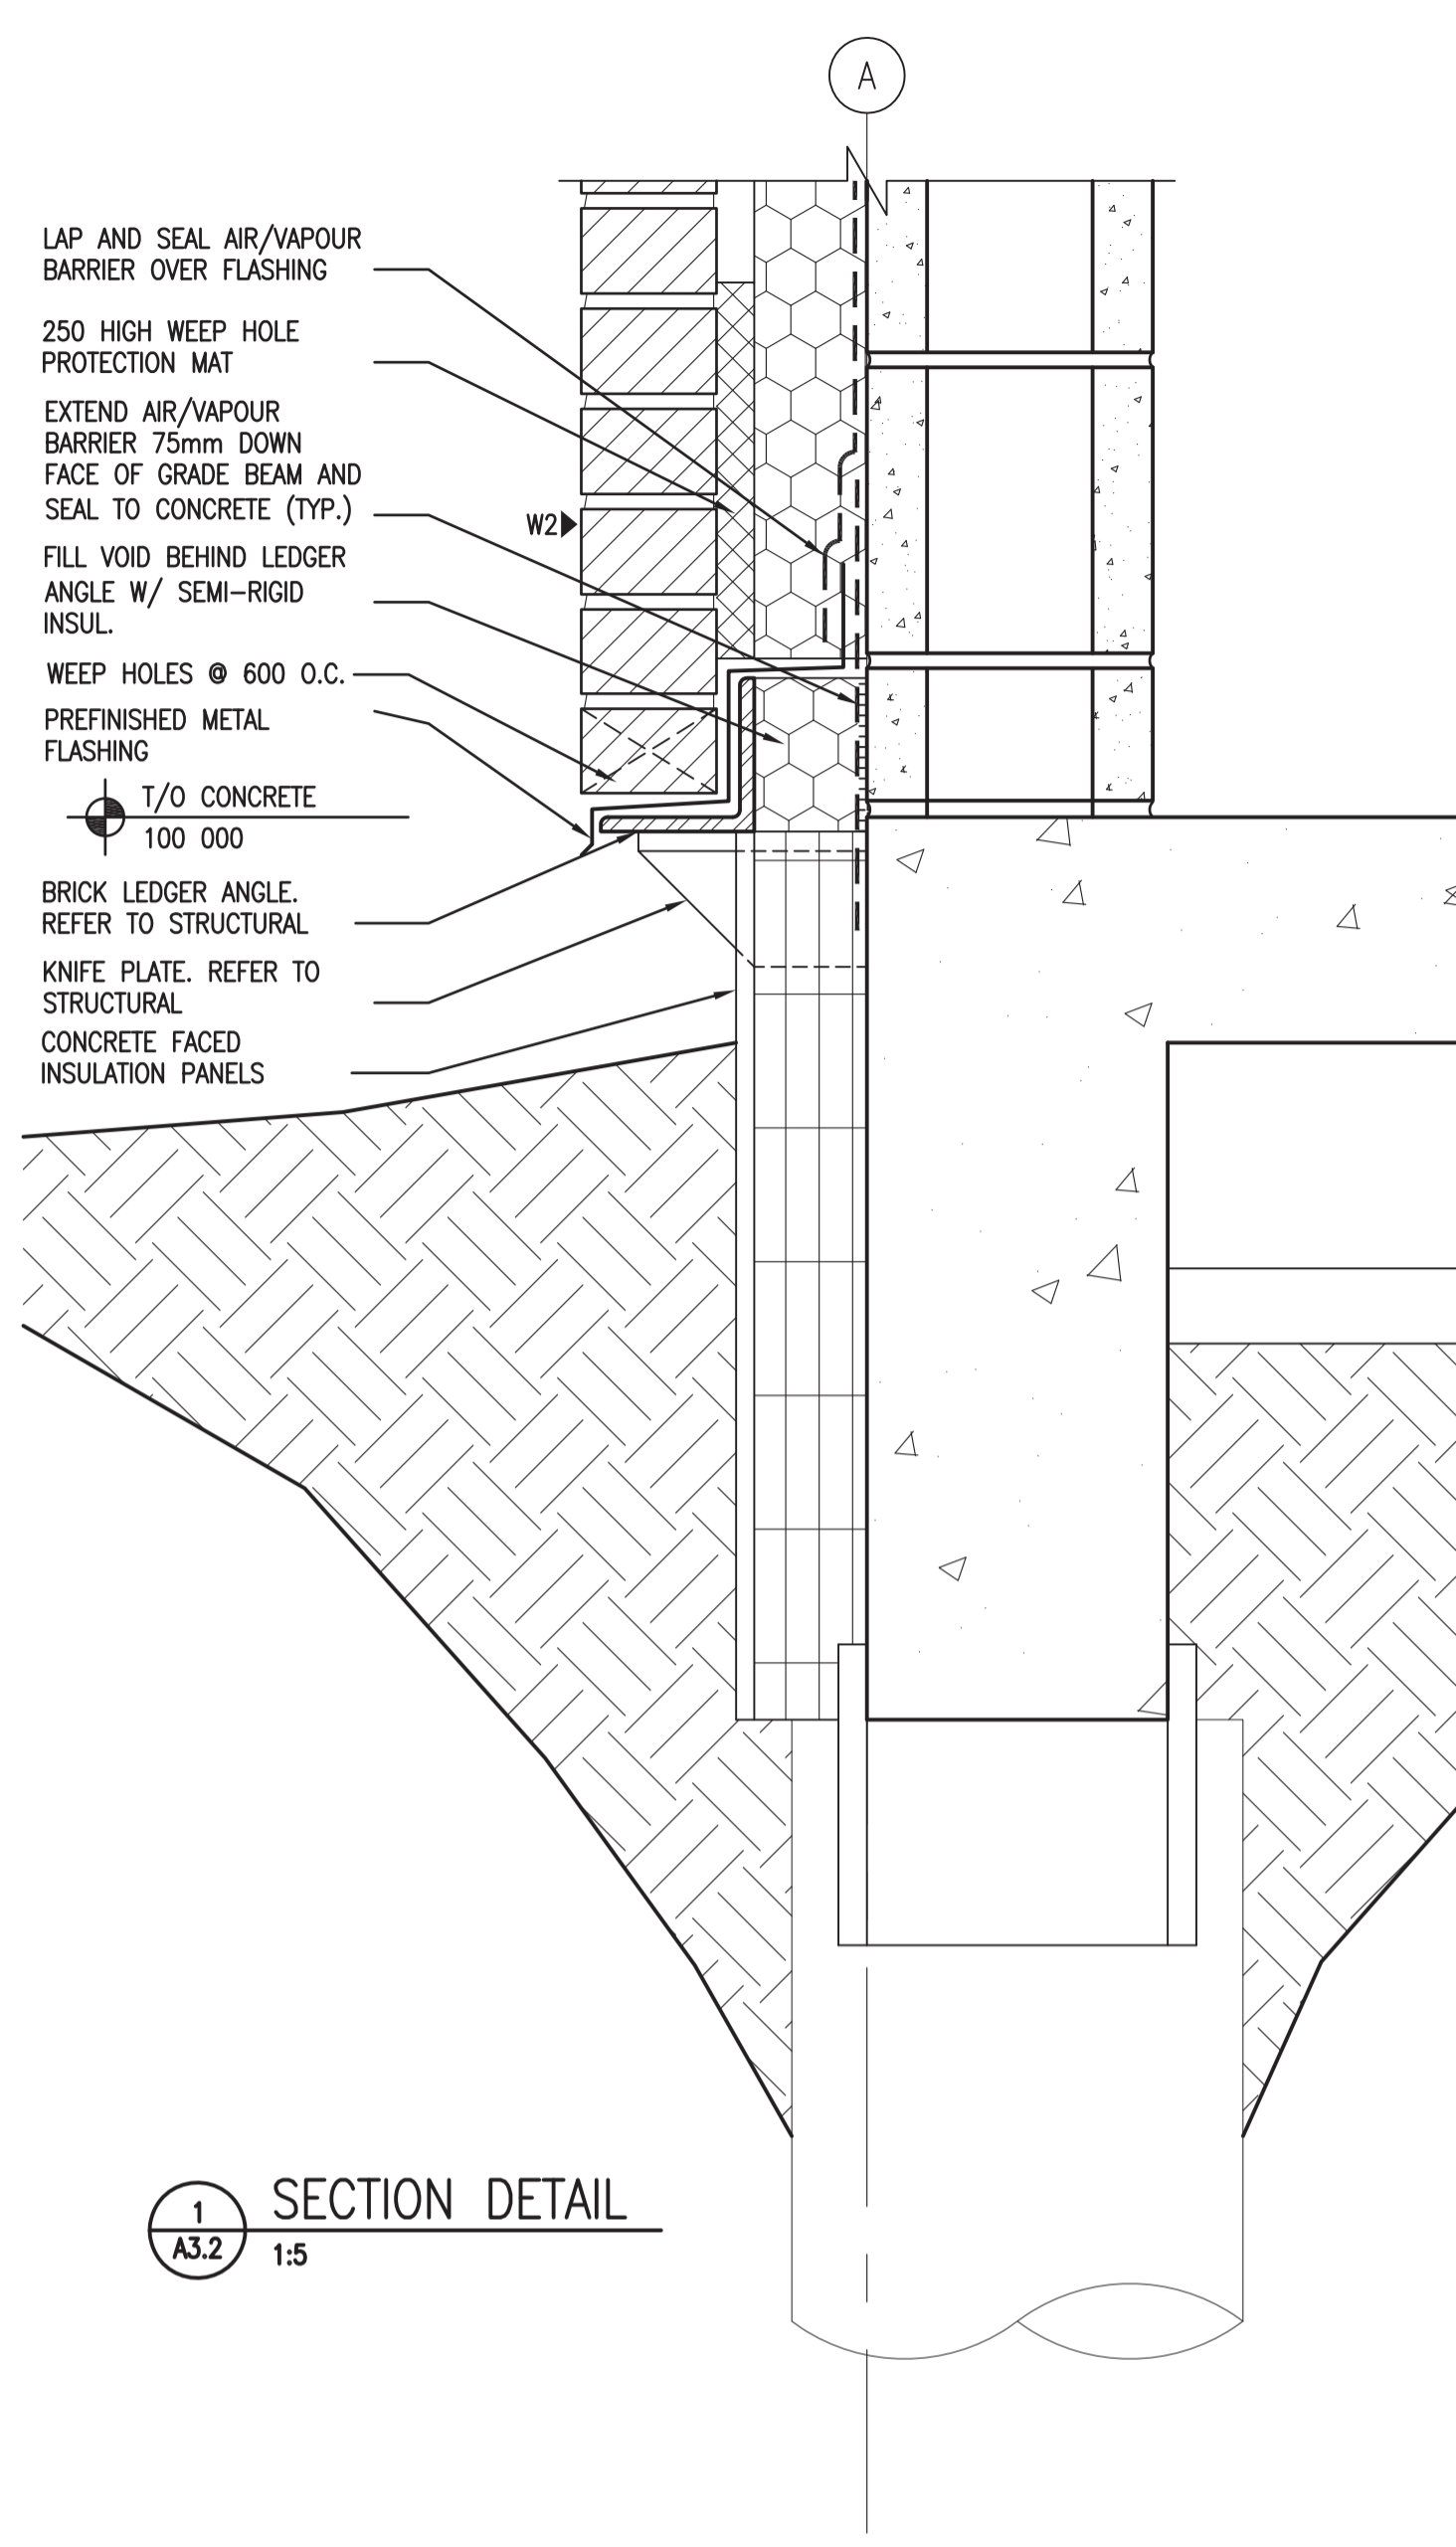 A
LAP AND SEAL AIR/VAPOUR
BARRIER OVER FLASHING
250 HIGH WEEP HOLE
PROTECTION MAT
EXTEND AIR/VAPOUR
BARRIER 75mm DOWN
FACE OF GRADE BEAM AND
SEAL TO CONCRETE (TYP.)
W2
FILL VOID BEHIND LEDGER
ANGLE W/ SEMI-RIGID
INSUL.
WEEP HOLES @ 600 O.C.
PREFINISHED METAL
FLASHING
T/O CONCRETE
100 000
BRICK LEDGER ANGLE.
REFER TO STRUCTURAL
KNIFE PLATE. REFER TO
STRUCTURAL
CONCRETE FACED
INSULATION PANELS
1
A3.2
SECTION DETAIL
1:5